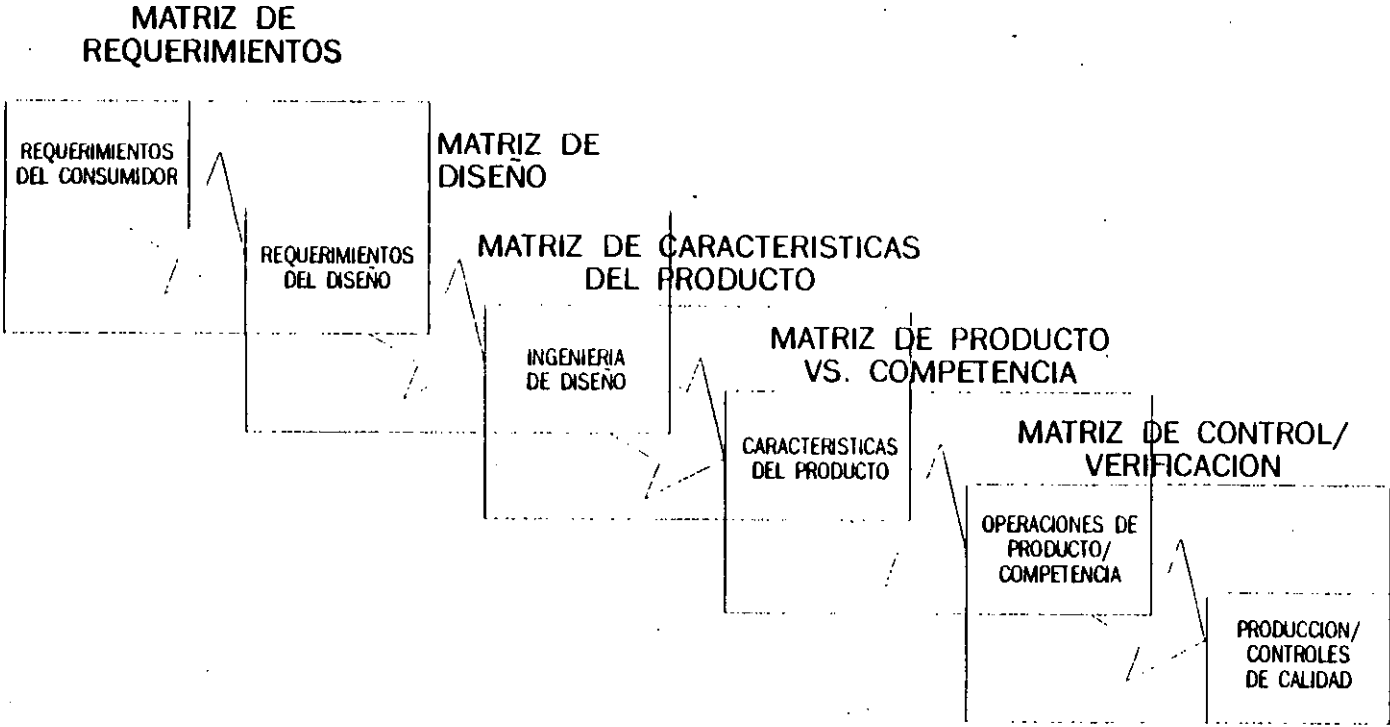 MATRIZ DE
REQUERIMIENTOS
REQUERIMIENTOS
DEL CONSUMIDOR
MATRIZ DE
DISEÑO
REQUERIMIENTOS
DEL DISEÑO
MATRIZ DE CARACTERISTICAS
DEL PRODUCTO
INGENIERIA
DE DISEÑO
MATRIZ DE PRODUCTO
VS. COMPETENCIA
CARACTERISTICAS
DEL PRODUCTO
MATRIZ DE CONTROL/
VERIFICACION
OPERACIONES DE
PRODUCTO/
COMPETENCIA
PRODUCCION/
CONTROLES
DE CALIDAD